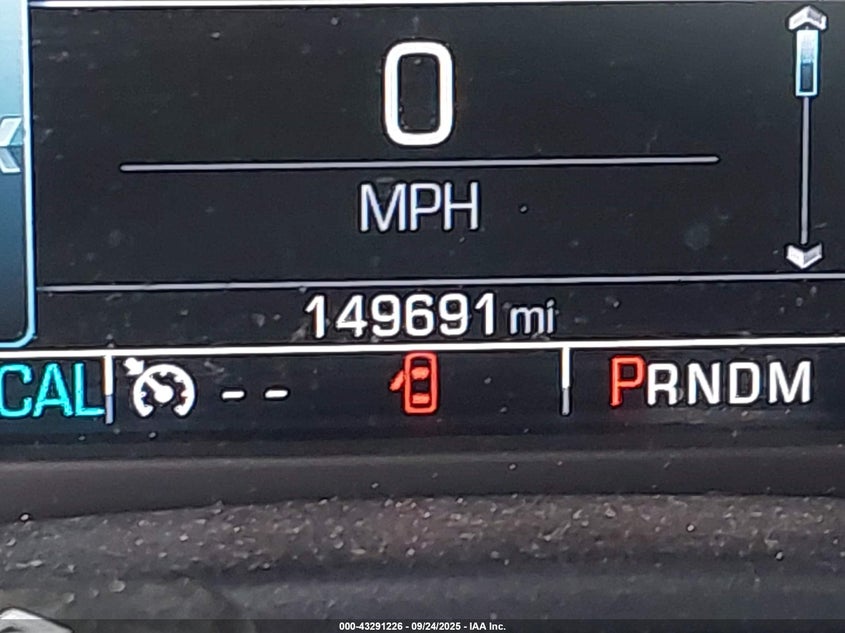 0
MPH
149691 mi
CAL
--
PRNDM
000-43291226 - 09/24/2025 - IAA Inc.